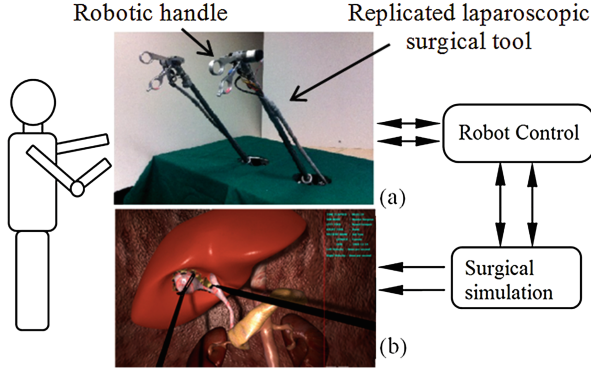 Robotic handle
Replicated laparoscopic
surgical tool
Robot Control
(a)
Surgical
simulation
(b)